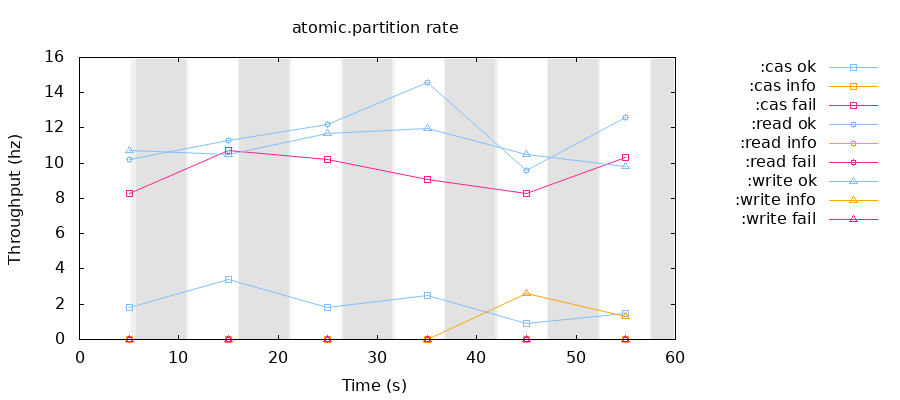 atomic.partition rate
Throughput (hz)
16
14
12
10
8
6
4
2
0
0 10 20 30 40 50 60
Time (s)
:cas ok
:cas info
:cas fail
:read ok
:read info
:read fail
:write ok
:write info
:write fail